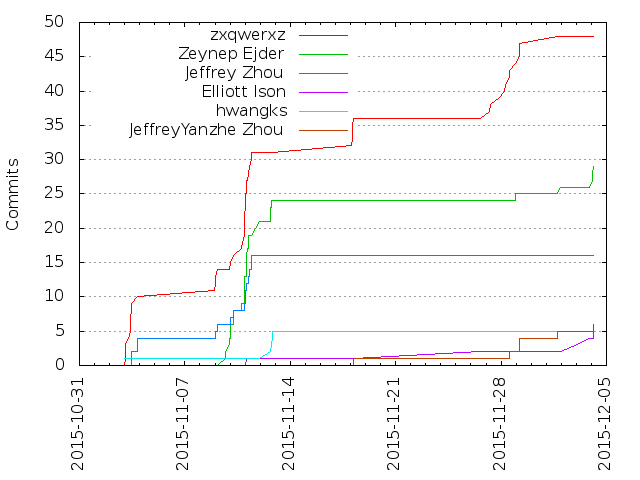 50
45
40
35
30
25
20
15
10
5
0
Commits
zxqwerxz
Zeynep Ejder
Jeffrey Zhou
Elliott Ison
hwangks
JeffreyYanzhe Zhou
2015-10-31
2015-11-07
2015-11-14
2015-11-21
2015-11-28
2015-12-05